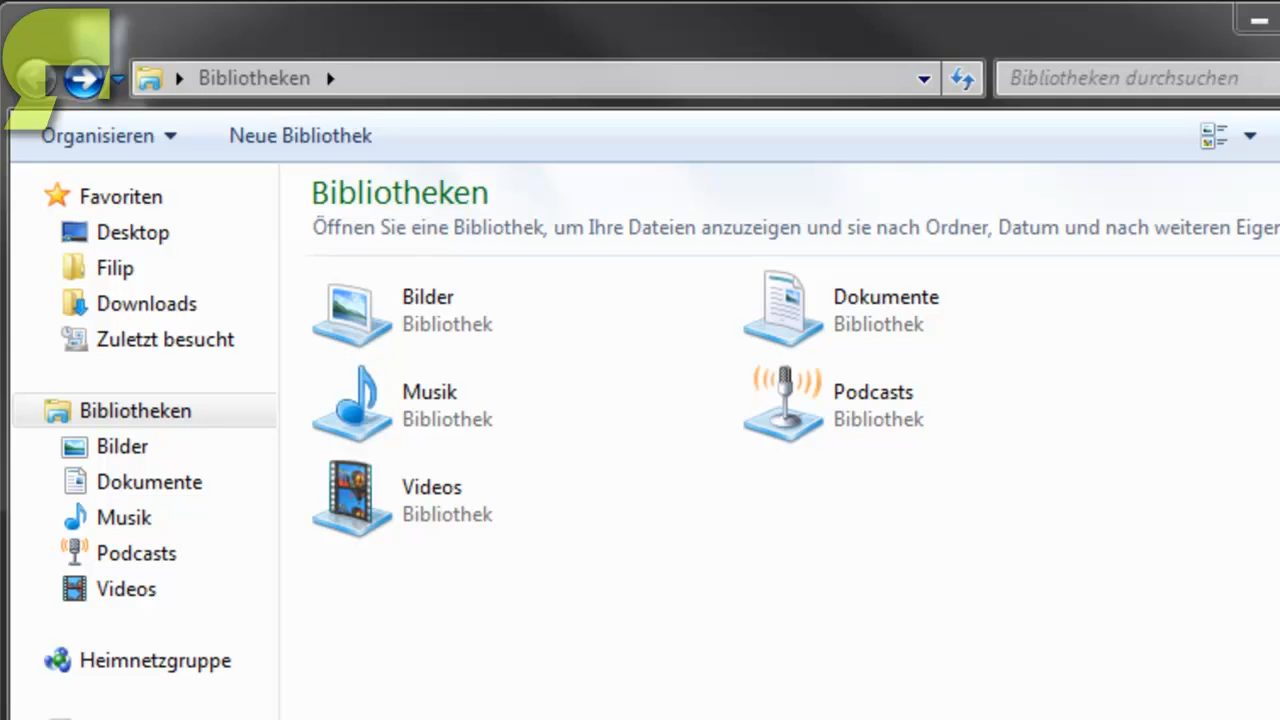 Bibliotheken
Bibliotheken durchsuchen
Organisieren
Neue Bibliothek
Favoriten
Desktop
Filip
Downloads
Zuletzt besucht
Bibliotheken
Bilder
Dokumente
Musik
Podcasts
Videos
Heimnetzgruppe
Bibliotheken
Öffnen Sie eine Bibliothek, um Ihre Dateien anzuzeigen und sie nach Ordner, Datum und nach weiteren Eiger
Bilder
Bibliothek
Dokumente
Bibliothek
Musik
Bibliothek
Podcasts
Bibliothek
Videos
Bibliothek